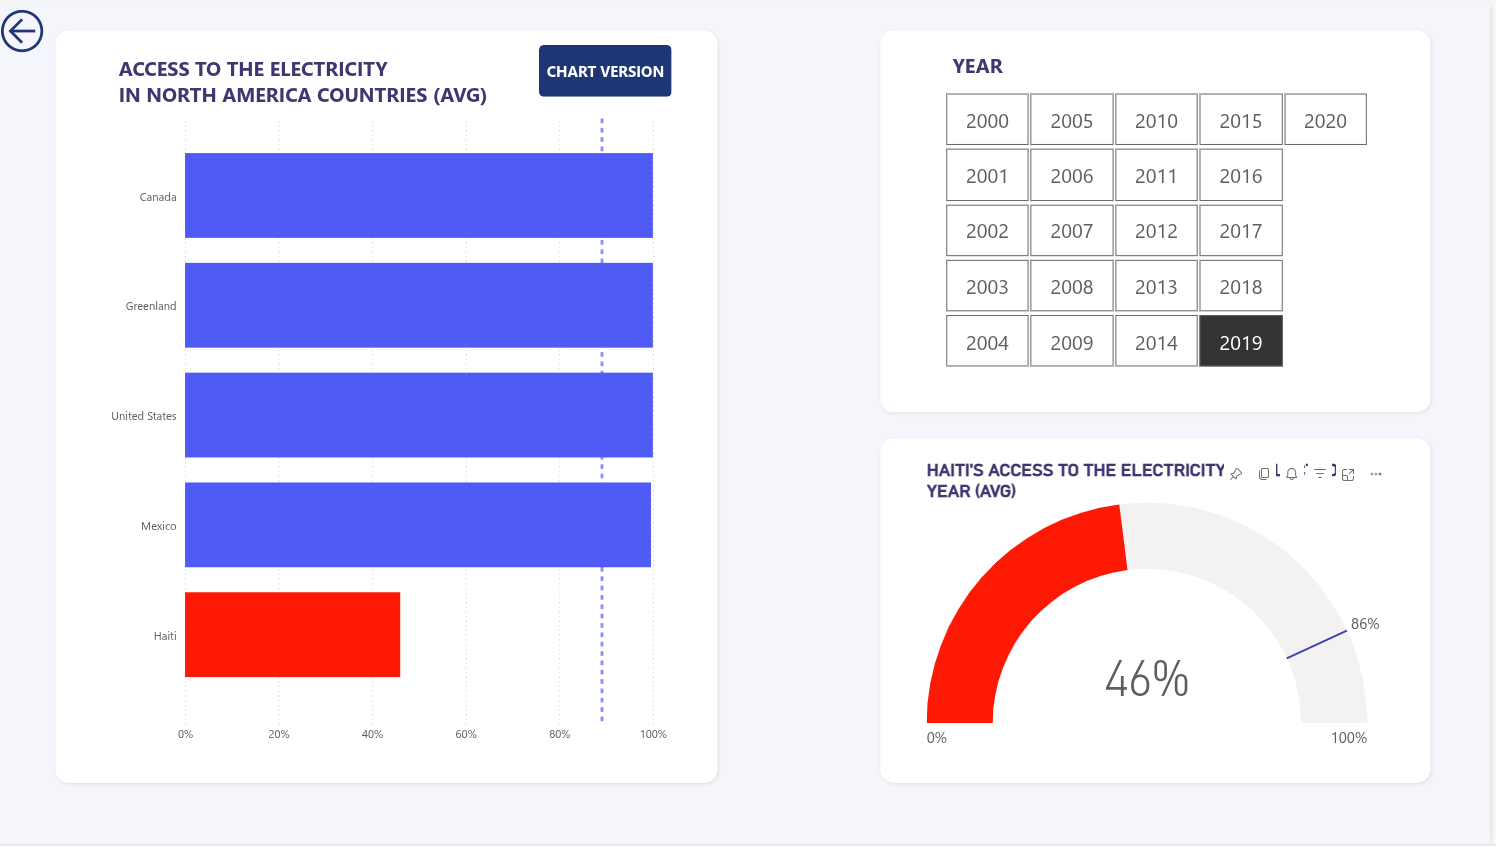 ACCESS TO THE ELECTRICITY
IN NORTH AMERICA COUNTRIES (AVG)
CHART VERSION
Canada
Greenland
United States
Mexico
Haiti
0% 20% 40% 60% 80% 100%
YEAR
2000 2005 2010 2015 2020
2001 2006 2011 2016
2002 2007 2012 2017
2003 2008 2013 2018
2004 2009 2014 2019
HAITI'S ACCESS TO THE ELECTRICITY
YEAR (AVG)
86%
46%
0% 100%